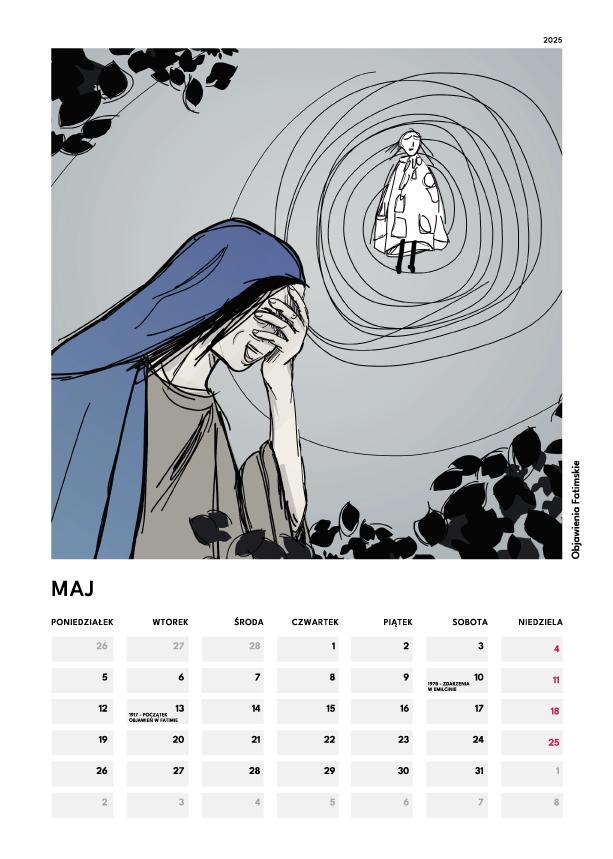 2025
Objawienia Fatimskie
MAJ
PONIEDZIAŁEK WTOREK ŚRODA CZWARTEK PIĄTEK SOBOTA NIEDZIELA
26 27 28 1 2 3 4
5 6 7 8 9 10 11
1978 - ZDARZENIA
W EMILCINIE
12 13 14 15 16 17 18
1917 - POCZĄTEK
OBJAWIEŃ W FATIMIE
19 20 21 22 23 24 25
26 27 28 29 30 31 1
2 3 4 5 6 7 8